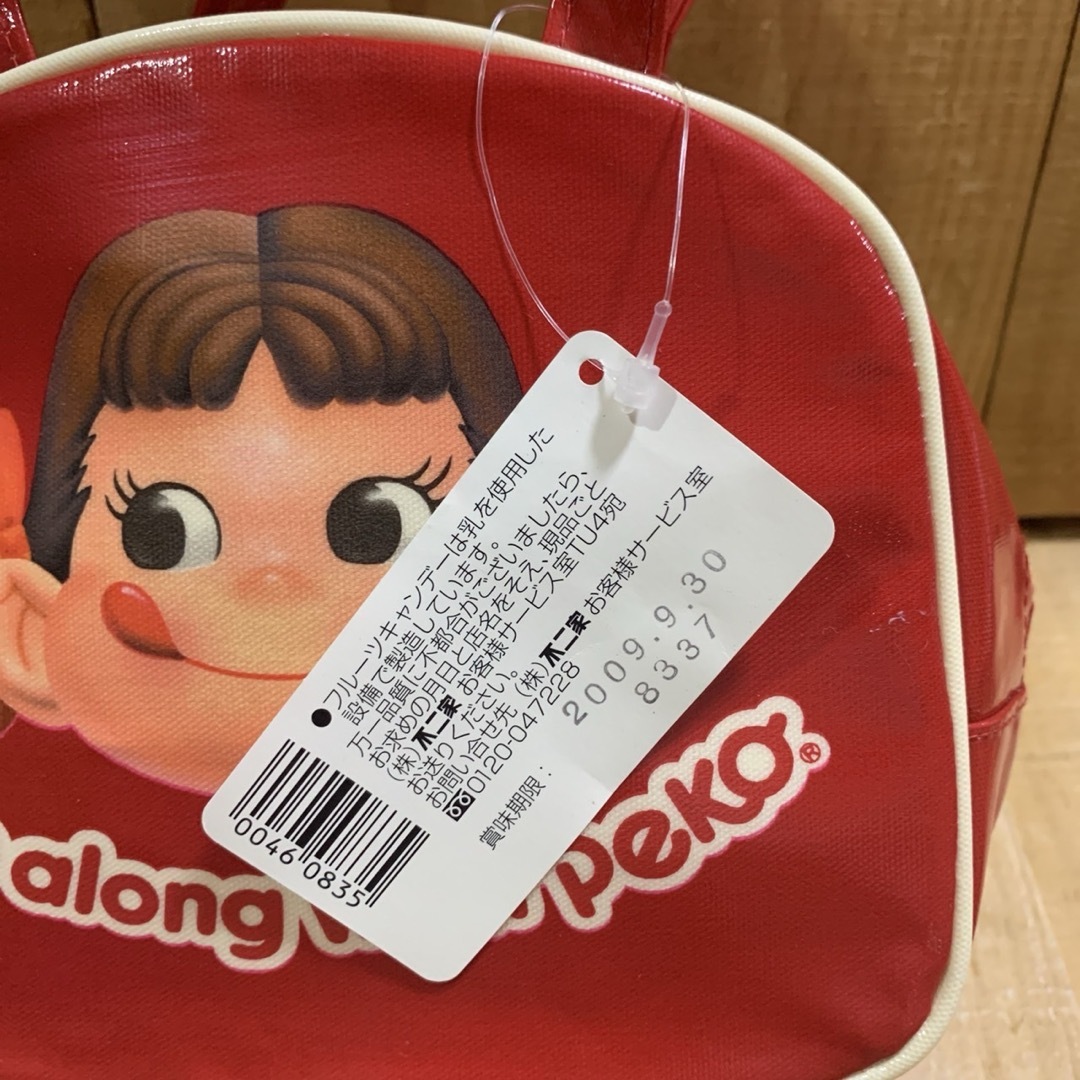 ●フルーツキャンデーは乳を使用した
設備で製造しています。
万一品質に不都合がございましたら、
お求めの月日と店名をそえ、現品ごと
(株)不二家 お客様サービス室TU4宛
お送りください。
お問い合せ先 (株)不二家 お客様サービス室
0120-047228
賞味期限：
2009.9.30
8337
0046 0835
along
peko®